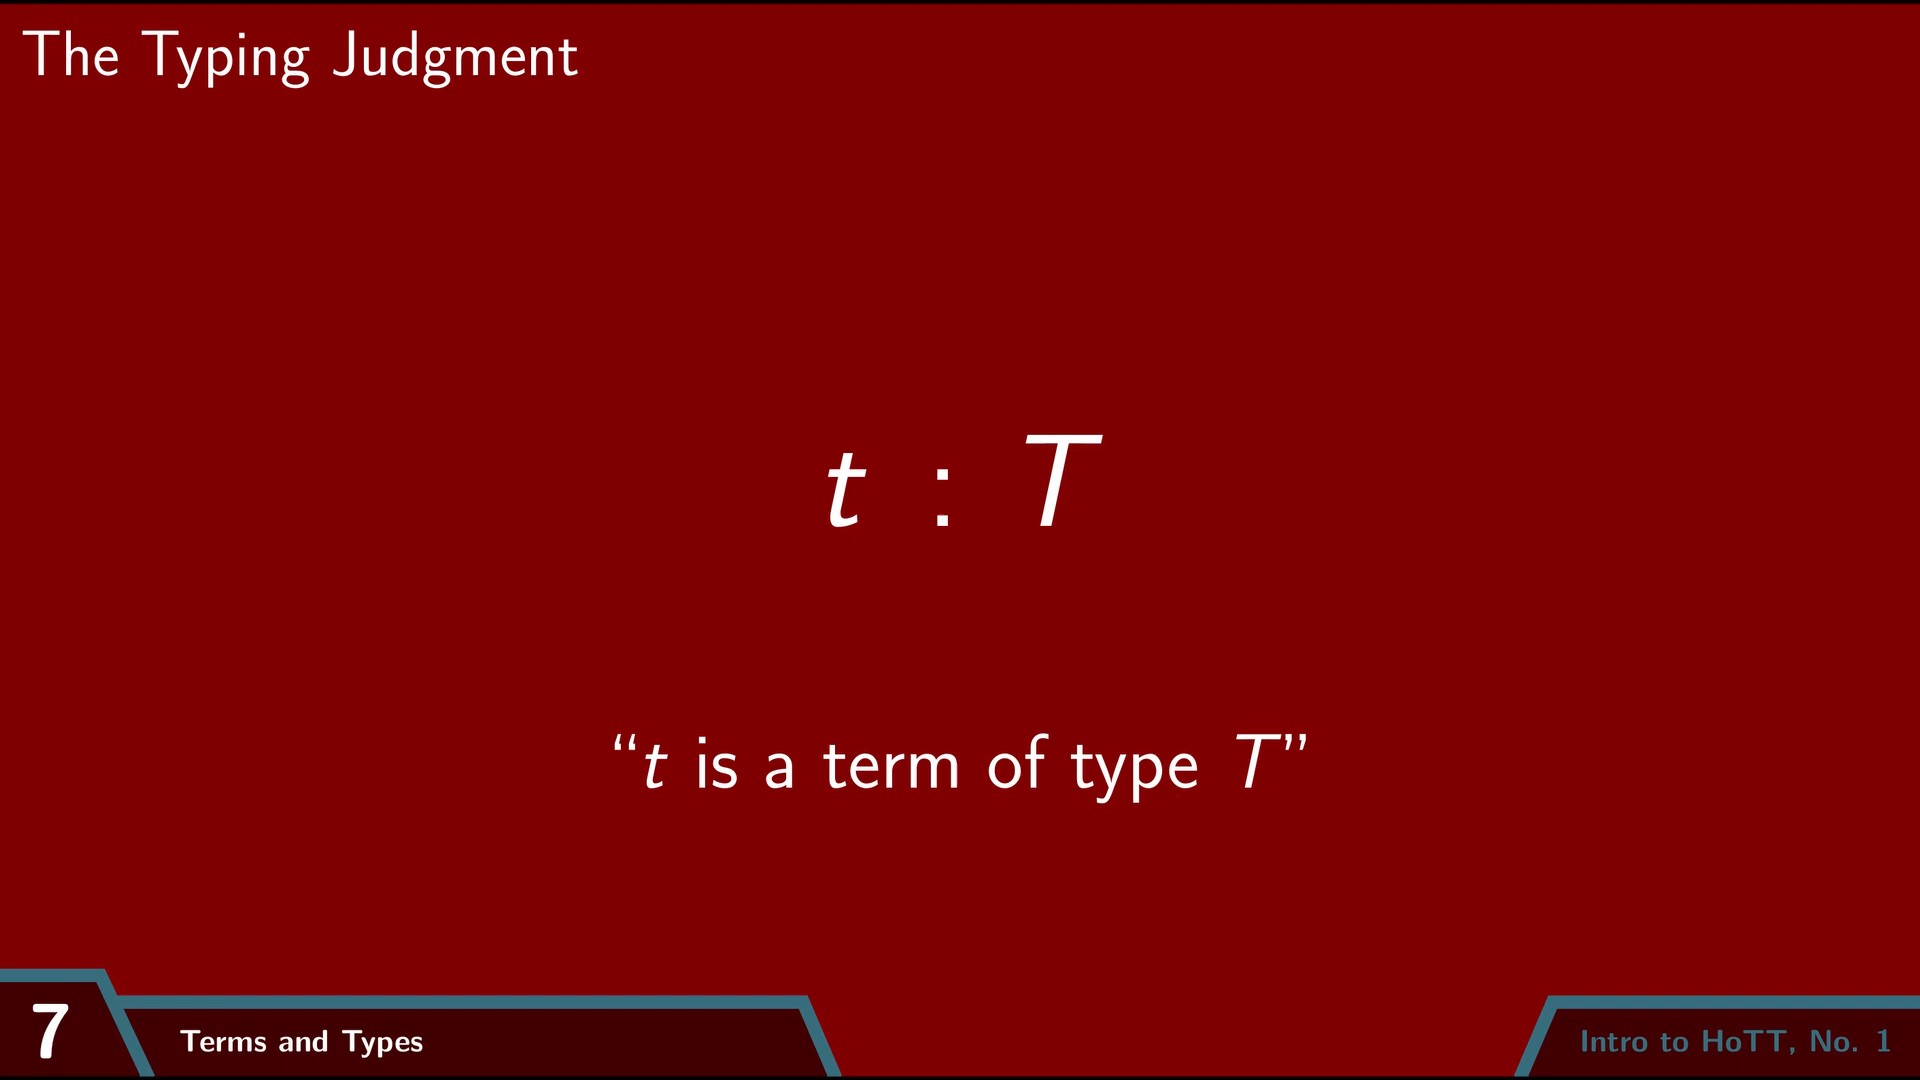 The Typing Judgment
t : T
“t is a term of type T”
7
Terms and Types
Intro to HoTT, No. 1